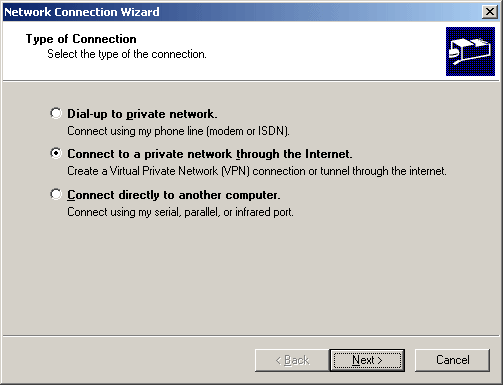 Network Connection Wizard
Type of Connection
Select the type of the connection.
Dial-up to private network.
Connect using my phone line (modem or ISDN).
Connect to a private network through the Internet.
Create a Virtual Private Network (VPN) connection or tunnel through the internet.
Connect directly to another computer.
Connect using my serial, parallel, or infrared port.
< Back
Next >
Cancel